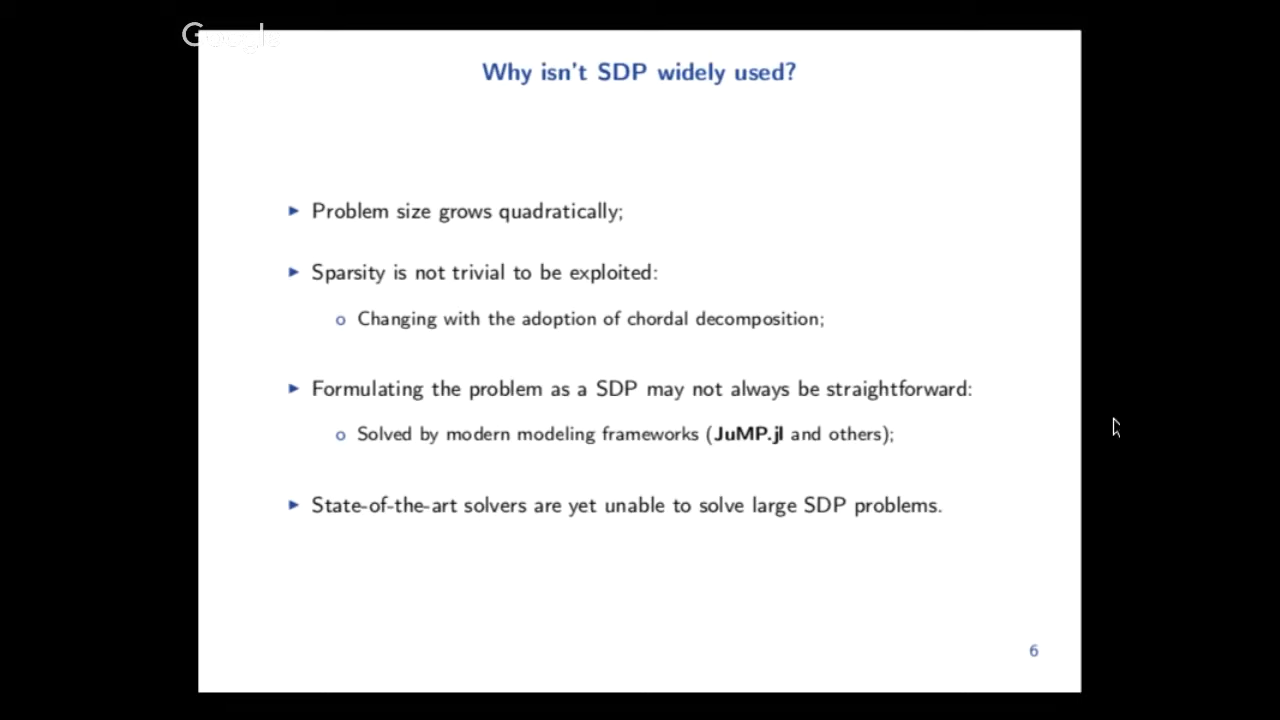 Google
Why isn't SDP widely used?
► Problem size grows quadratically;
► Sparsity is not trivial to be exploited:
o Changing with the adoption of chordal decomposition;
► Formulating the problem as a SDP may not always be straightforward:
o Solved by modern modeling frameworks (JuMP.jl and others);
► State-of-the-art solvers are yet unable to solve large SDP problems.
6